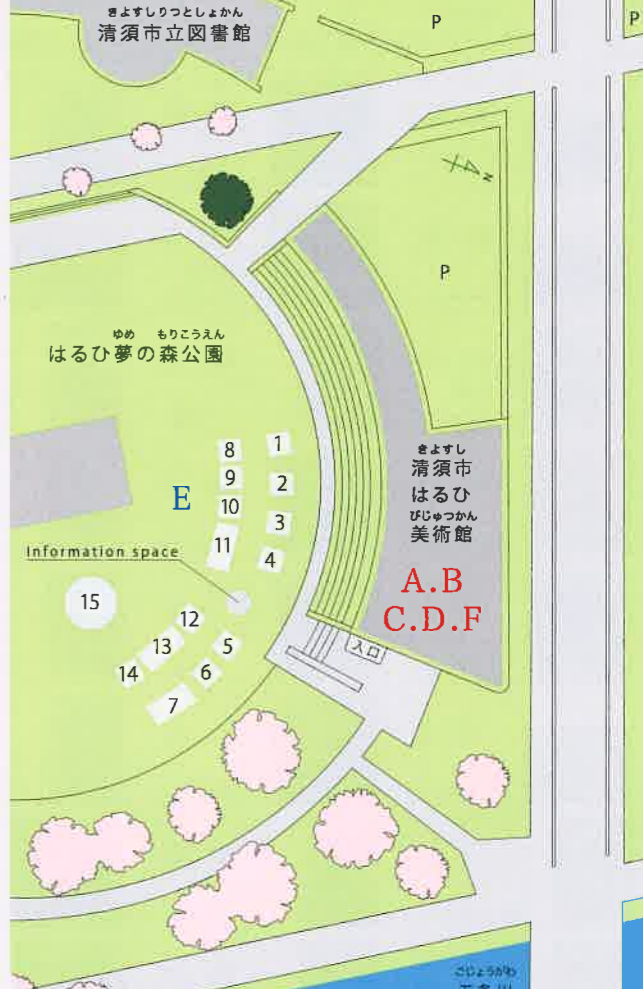 きよすしりつとしょかん
清須市立図書館
P
P
N
P
ゆめ もりこうえん
はるひ夢の森公園
きよすし
清須市
はるひ
びじゅつかん
美術館
A.B
C.D.F
入口
E
8
1
9
2
10
3
11
4
Information space
15
12
13
5
14
6
7
ごじょうがわ